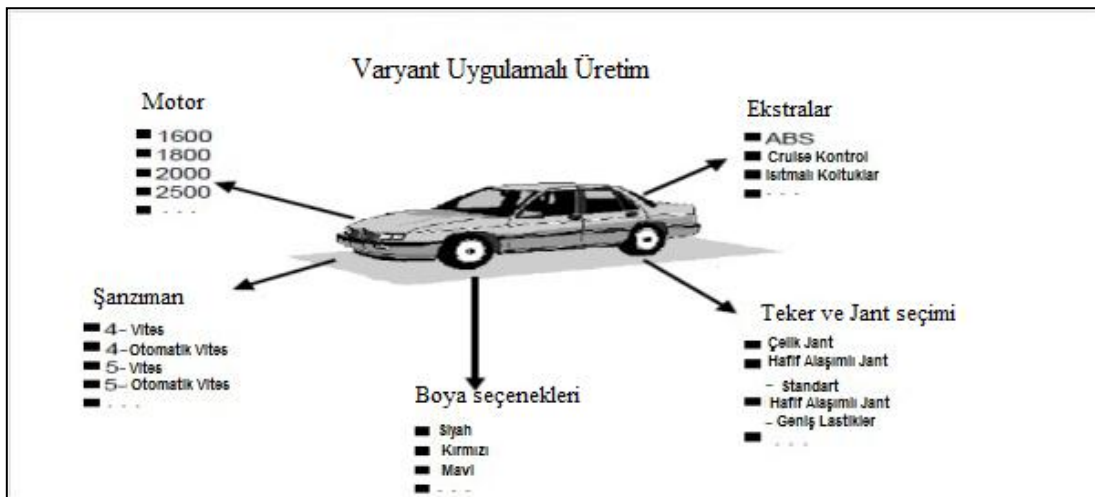 Varyant Uygulamalı Üretim
Motor
1600
1800
2000
2500
- - -
Ekstralar
ABS
Cruise Kontrol
Isıtmalı Koltuklar
- - -
Şanzıman
4- Vites
4-Otomatik Vites
5- Vites
5- Otomatik Vites
- - -
Boya seçenekleri
Siyah
Kırmızı
Mavi
- - -
Teker ve Jant seçimi
Çelik Jant
Hafif Alaşımlı Jant
- Standart
Hafif Alaşımlı Jant
- Geniş Lastikler
- - -